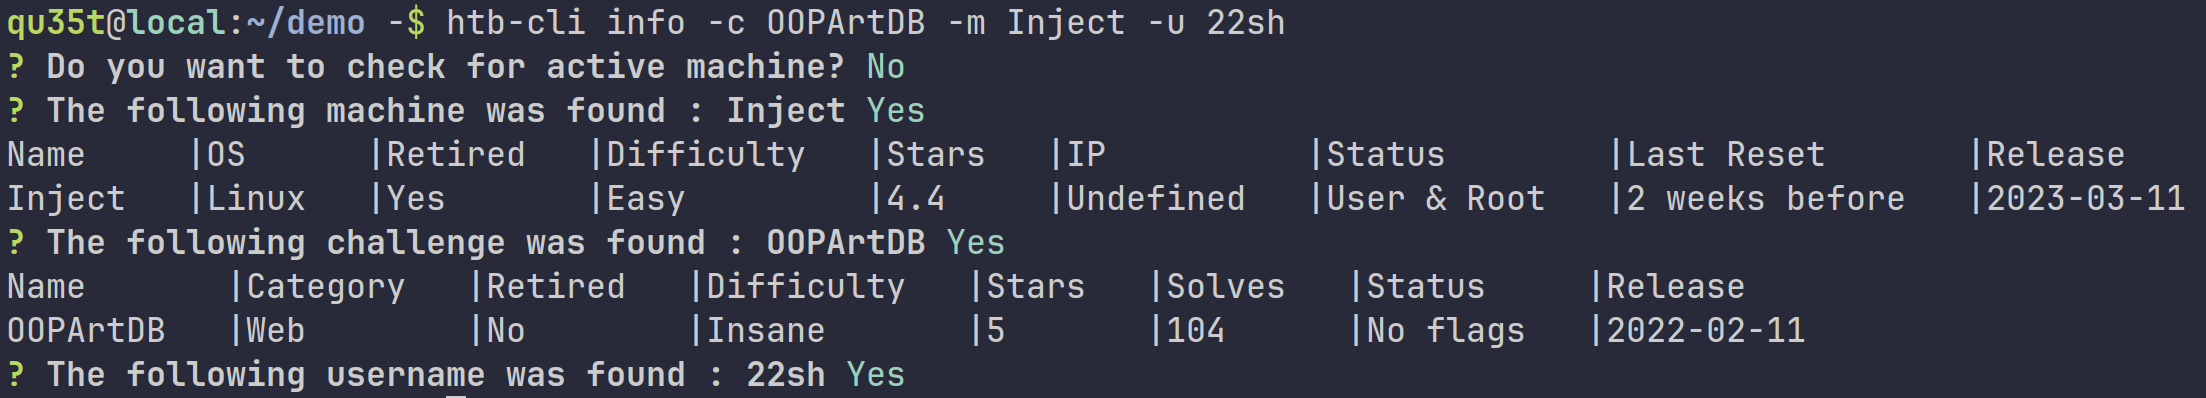 qu35t@local:~/demo -$ htb-cli info -c OOPArtDB -m Inject -u 22sh
? Do you want to check for active machine? No
? The following machine was found : Inject Yes
Name     |OS      |Retired   |Difficulty   |Stars   |IP          |Status        |Last Reset       |Release
Inject   |Linux   |Yes       |Easy         |4.4     |Undefined   |User & Root   |2 weeks before   |2023-03-11
? The following challenge was found : OOPArtDB Yes
Name       |Category   |Retired   |Difficulty   |Stars   |Solves   |Status     |Release
OOPArtDB   |Web        |No        |Insane       |5       |104      |No flags   |2022-02-11
? The following username was found : 22sh Yes